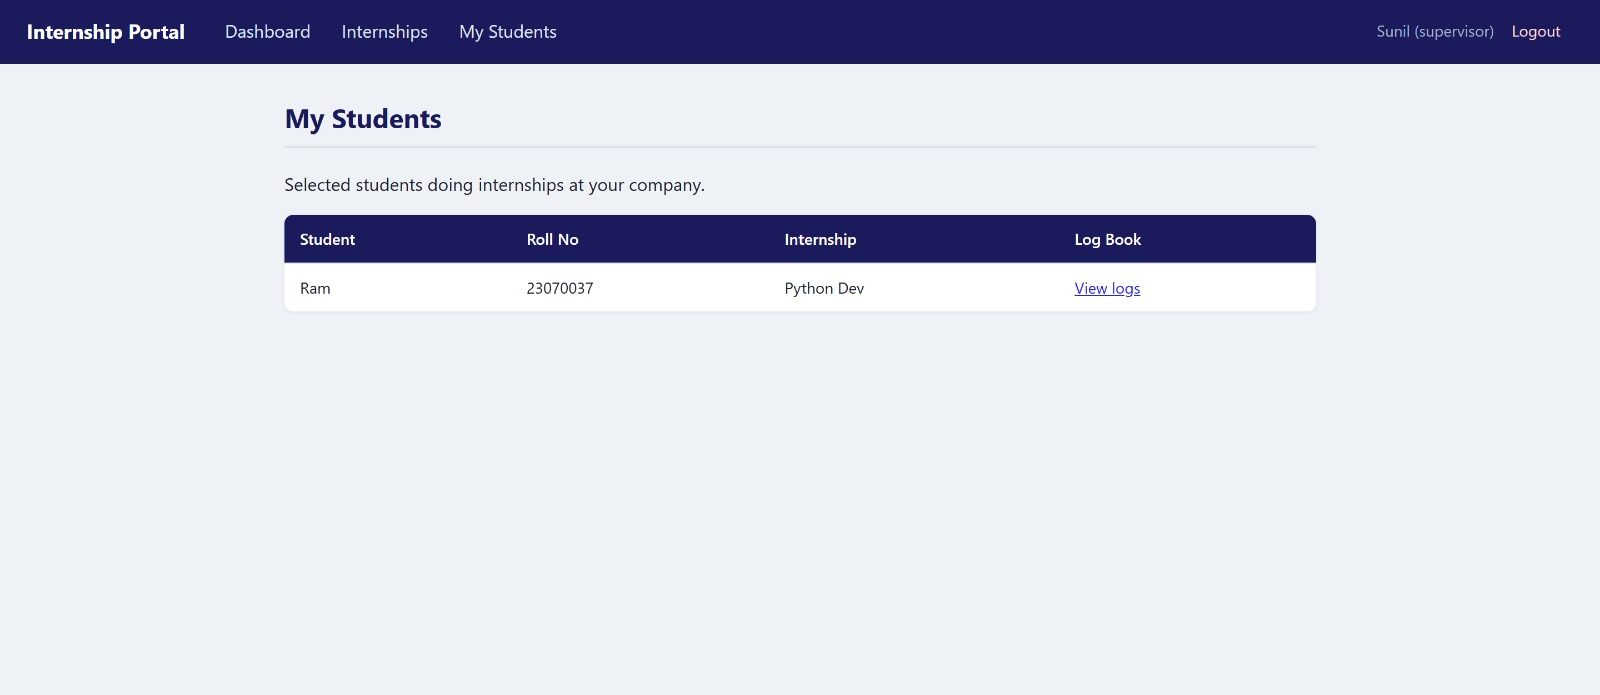 Internship Portal Dashboard Internships My Students Sunil (supervisor) Logout
My Students
Selected students doing internships at your company.
Student Roll No Internship Log Book
Ram 23070037 Python Dev View logs